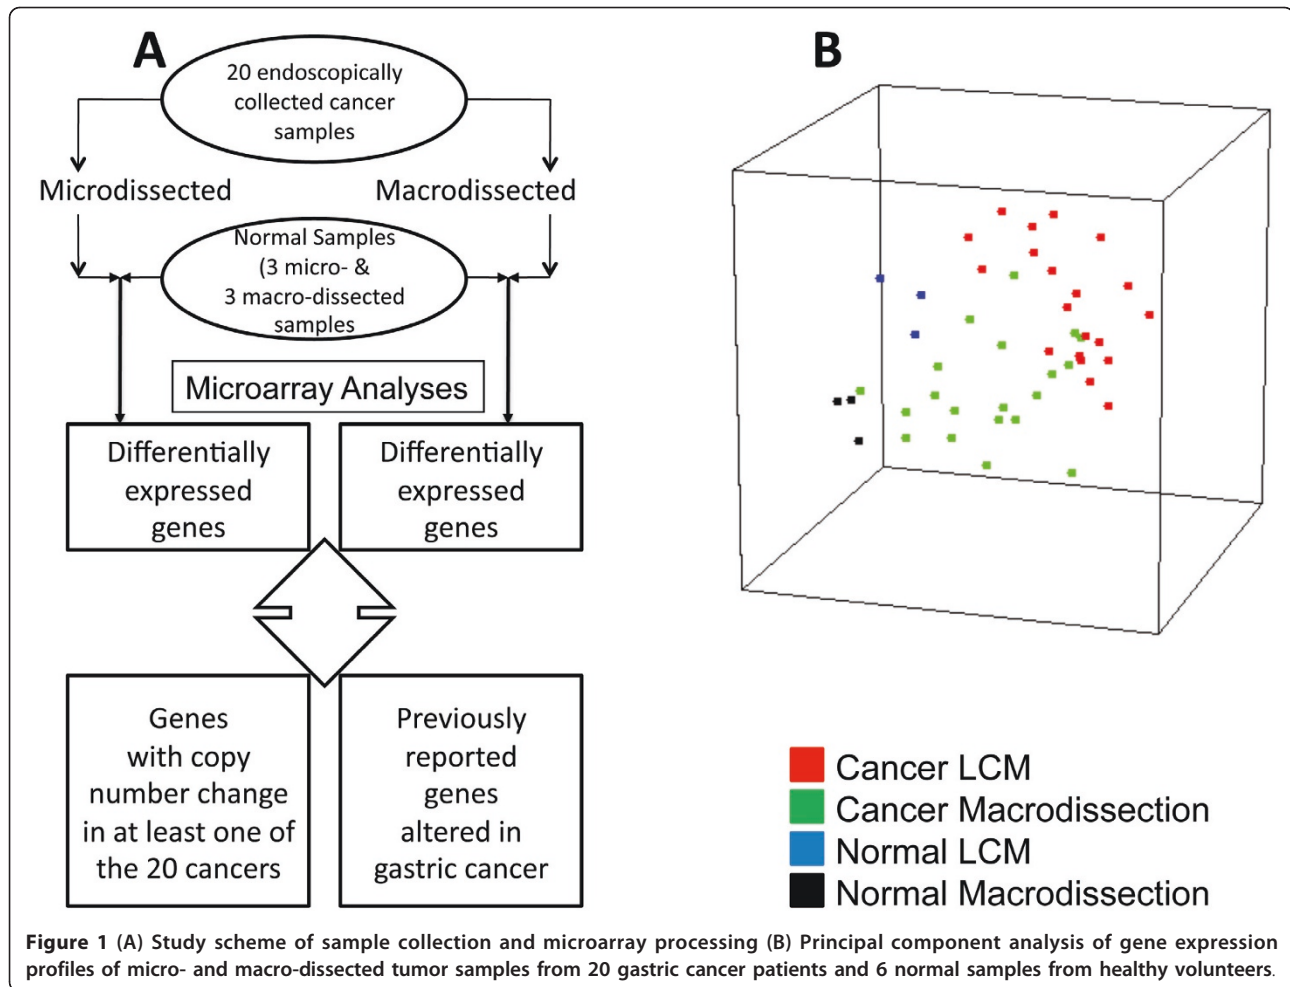 A
20 endoscopically
collected cancer
samples
Microdissected
Macrodissected
Normal Samples
(3 micro- &
3 macro-dissected
samples
Microarray Analyses
Differentially
expressed
genes
Differentially
expressed
genes
Genes
with copy
number change
in at least one of
the 20 cancers
Previously
reported
genes
altered in
gastric cancer
B
Cancer LCM
Cancer Macrodissection
Normal LCM
Normal Macrodissection
Figure 1 (A) Study scheme of sample collection and microarray processing (B) Principal component analysis of gene expression
profiles of micro- and macro-dissected tumor samples from 20 gastric cancer patients and 6 normal samples from healthy volunteers.